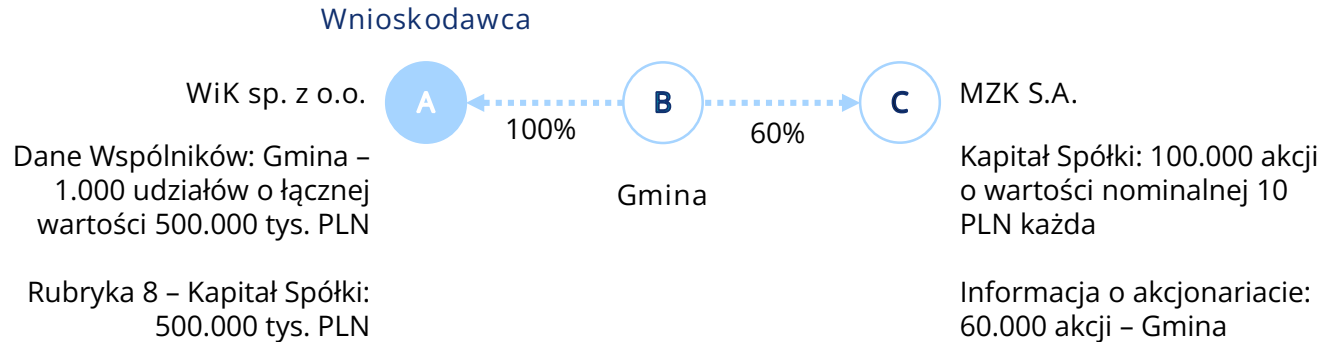 Wnioskodawca
WiK sp. z o.o.
A
B
C
MZK S.A.
100%
60%
Dane Wspólników: Gmina –
1.000 udziałów o łącznej
wartości 500.000 tys. PLN
Gmina
Kapitał Spółki: 100.000 akcji
o wartości nominalnej 10
PLN każda
Rubryka 8 – Kapitał Spółki:
500.000 tys. PLN
Informacja o akcjonariacie:
60.000 akcji – Gmina